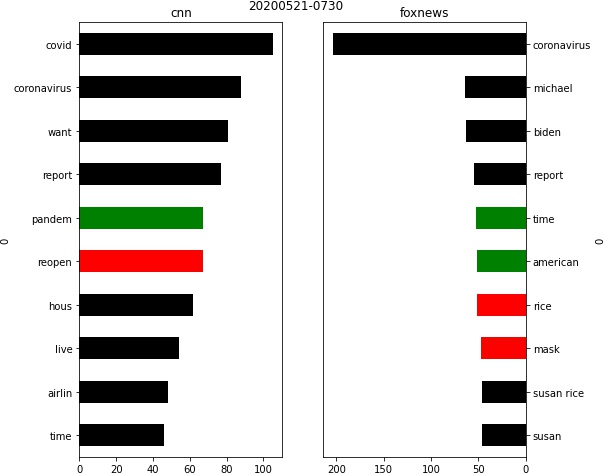 20200521-0730
cnn
foxnews
covid
coronavirus
want
report
pandem
reopen
hous
live
airlin
time
0
0 20 40 60 80 100
coronavirus
michael
biden
report
time
american
rice
mask
susan rice
susan
0
200 150 100 50 0